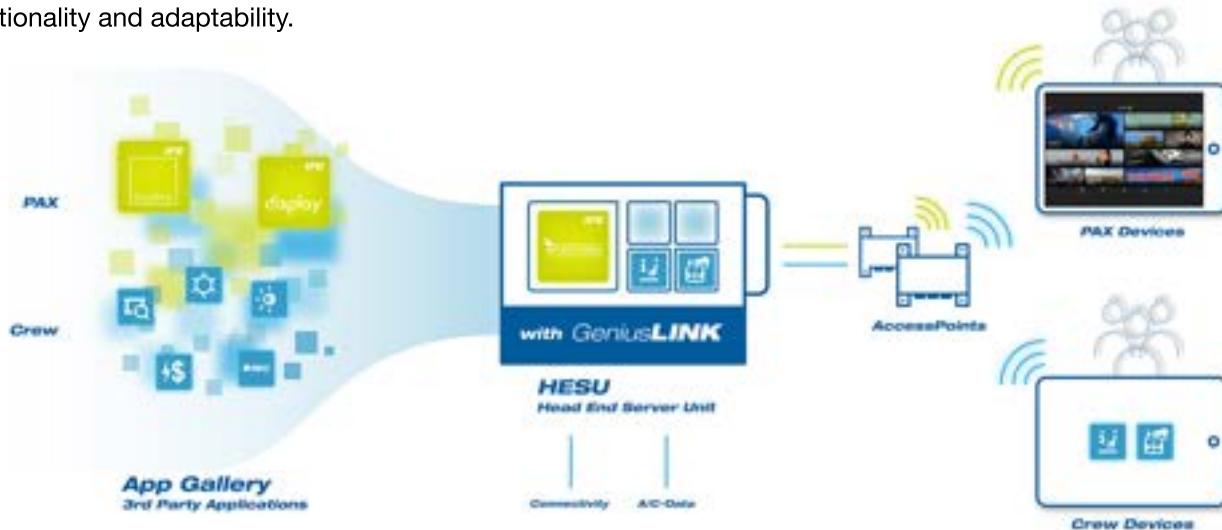 tionality and adaptability.
PAX
display
Crew
with GeniusLINK
HESU
Head End Server Unit
Connectivity
A/C-Data
App Gallery
3rd Party Applications
AccessPoints
PAX Devices
Crew Devices